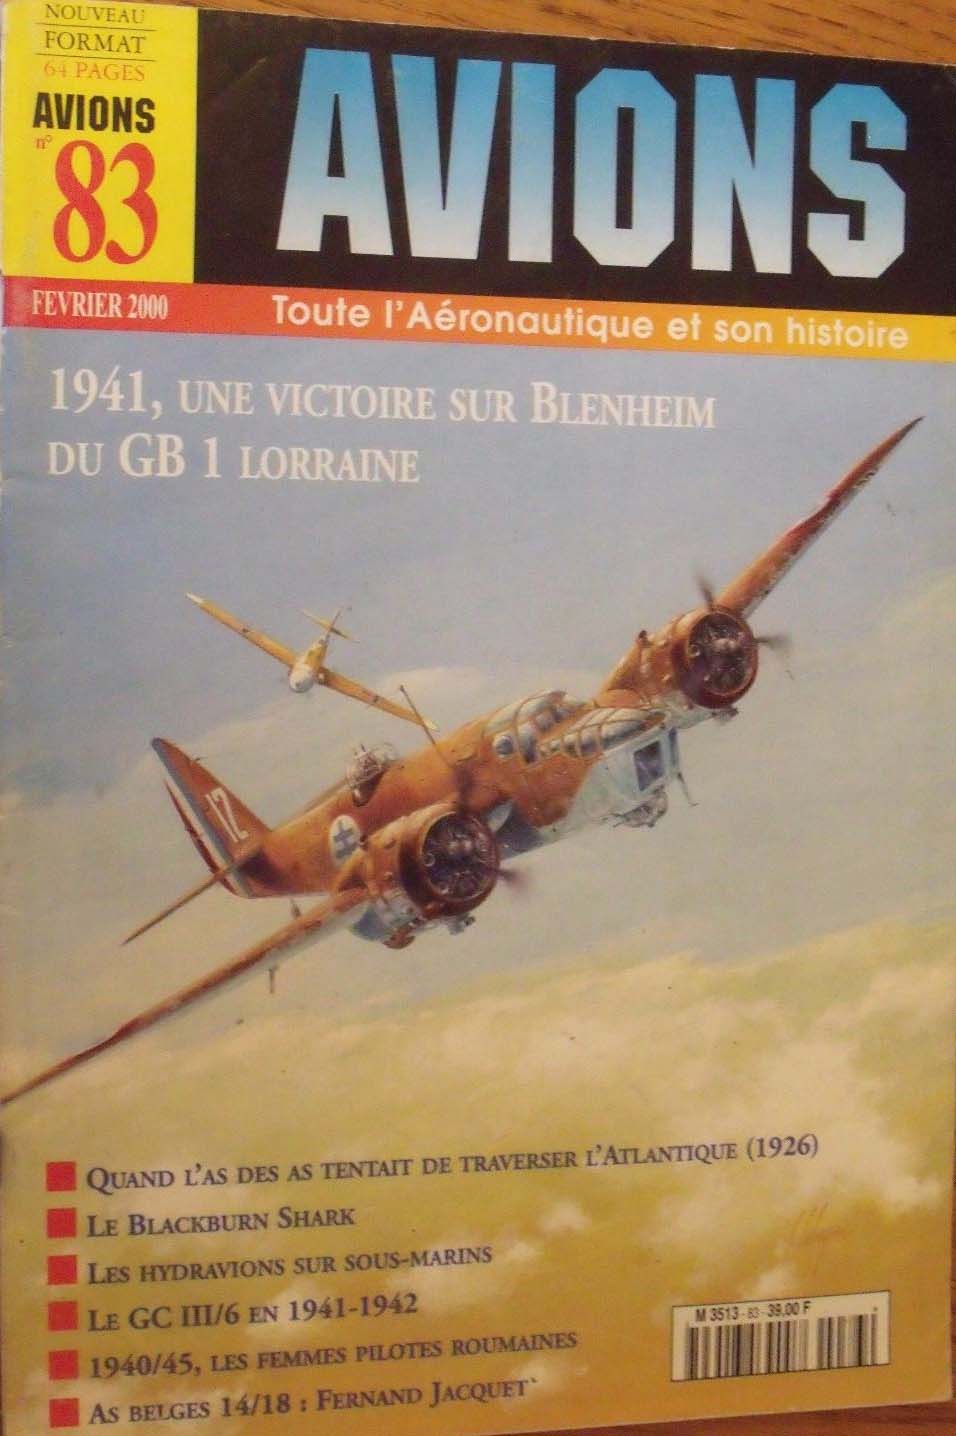 NOUVEAU
FORMAT
64 PAGES
AVIONS
n° 83
AVIONS
FEVRIER 2000
Toute l'Aéronautique et son histoire
1941, UNE VICTOIRE SUR BLENHEIM
DU GB 1 LORRAINE
12
QUAND L'AS DES AS TENTAIT DE TRAVERSER L'ATLANTIQUE (1926)
LE BLACKBURN SHARK
LES HYDRAVIONS SUR SOUS-MARINS
LE GC III/6 EN 1941-1942
1940/45, LES FEMMES PILOTES ROUMAINES
AS BELGES 14/18 : FERNAND JACQUET
M 3513 - 83 - 39,00 F